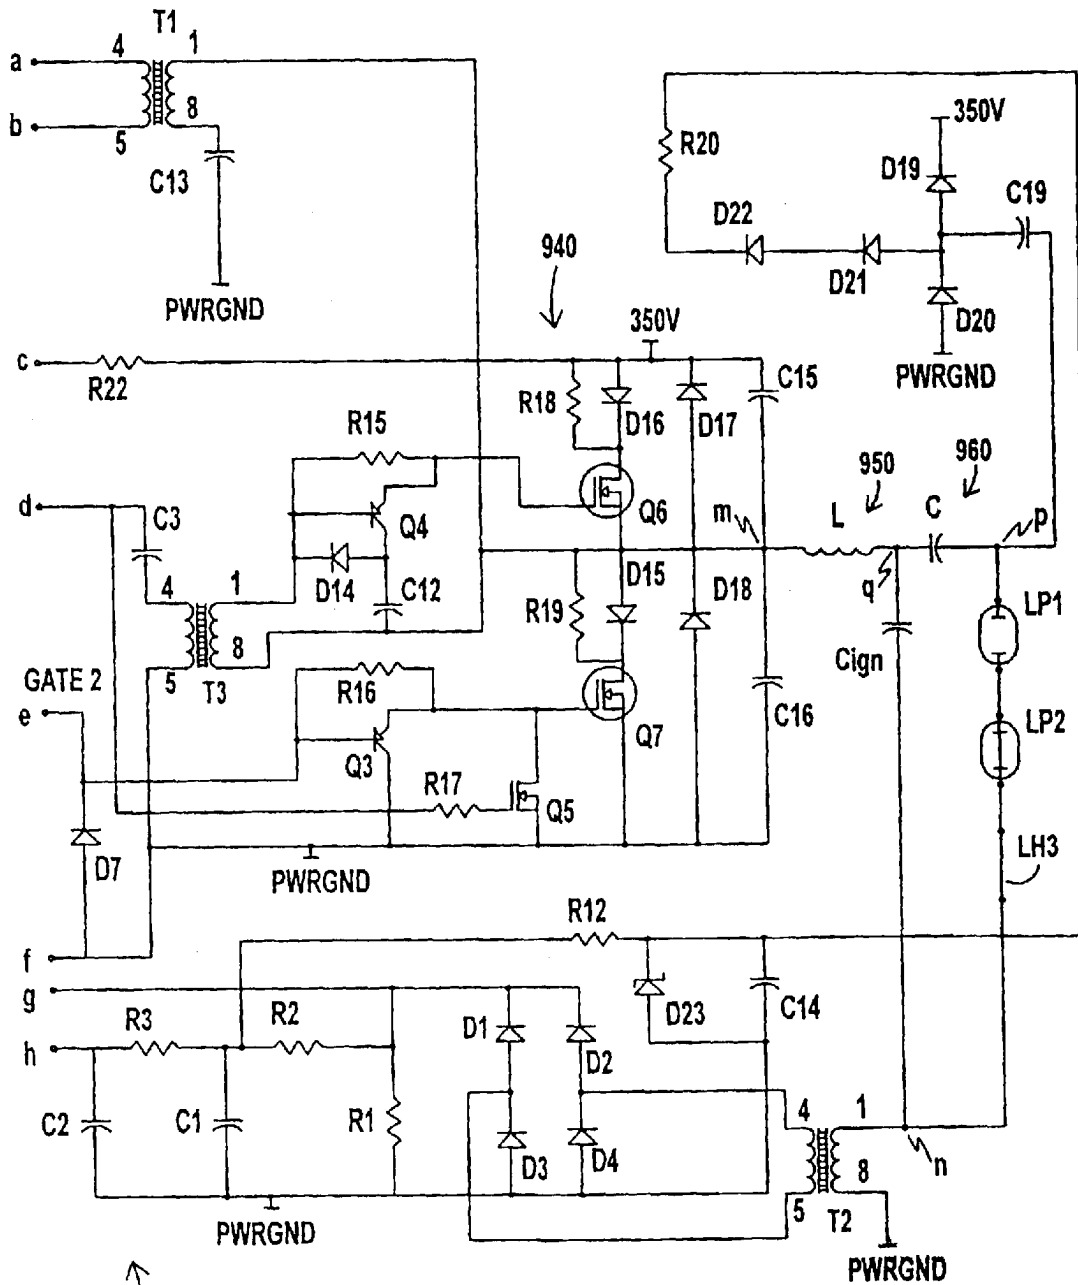 T1
4
1
a
b
5
8
C13
PWRGND
350V
R20
D19
C19
D22
D21
D20
PWRGND
940
350V
c
R22
R18
D16
D17
C15
R15
950
960
d
C3
Q4
Q6
m
L
C
p
D14
C12
D15
D18
q
4
1
R19
LP1
8
Cign
5
T3
GATE 2
R16
C16
LP2
e
Q3
Q7
R17
Q5
D7
PWRGND
LH3
R12
f
g
D23
C14
R3
R2
D1
D2
h
C2
C1
R1
4
1
D3
D4
8
n
5
T2
PWRGND
PWRGND